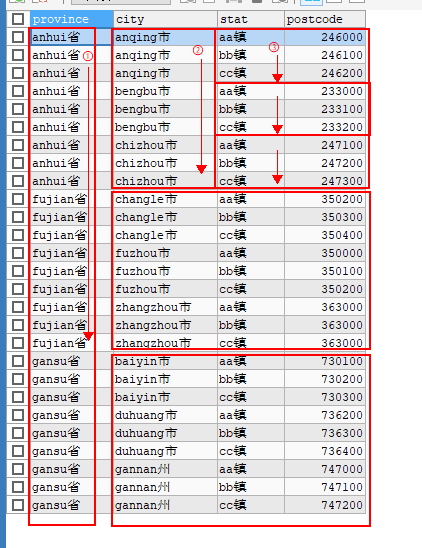 province city stat postcode
anhui省 anqing市 aa镇 246000
anhui省 ① anqing市 ② bb镇 ③ 246100
anhui省 anqing市 cc镇 246200
anhui省 bengbu市 aa镇 233000
anhui省 bengbu市 bb镇 233100
anhui省 bengbu市 cc镇 233200
anhui省 chizhou市 aa镇 247100
anhui省 chizhou市 bb镇 247200
anhui省 chizhou市 cc镇 247300
fujian省 changle市 aa镇 350200
fujian省 changle市 bb镇 350300
fujian省 changle市 cc镇 350400
fujian省 fuzhou市 aa镇 350000
fujian省 fuzhou市 bb镇 350100
fujian省 fuzhou市 cc镇 350200
fujian省 zhangzhou市 aa镇 363000
fujian省 zhangzhou市 bb镇 363000
fujian省 zhangzhou市 cc镇 363000
gansu省 baiyin市 aa镇 730100
gansu省 baiyin市 bb镇 730200
gansu省 baiyin市 cc镇 730300
gansu省 duhuang市 aa镇 736200
gansu省 duhuang市 bb镇 736300
gansu省 duhuang市 cc镇 736400
gansu省 gannan州 aa镇 747000
gansu省 gannan州 bb镇 747100
gansu省 gannan州 cc镇 747200